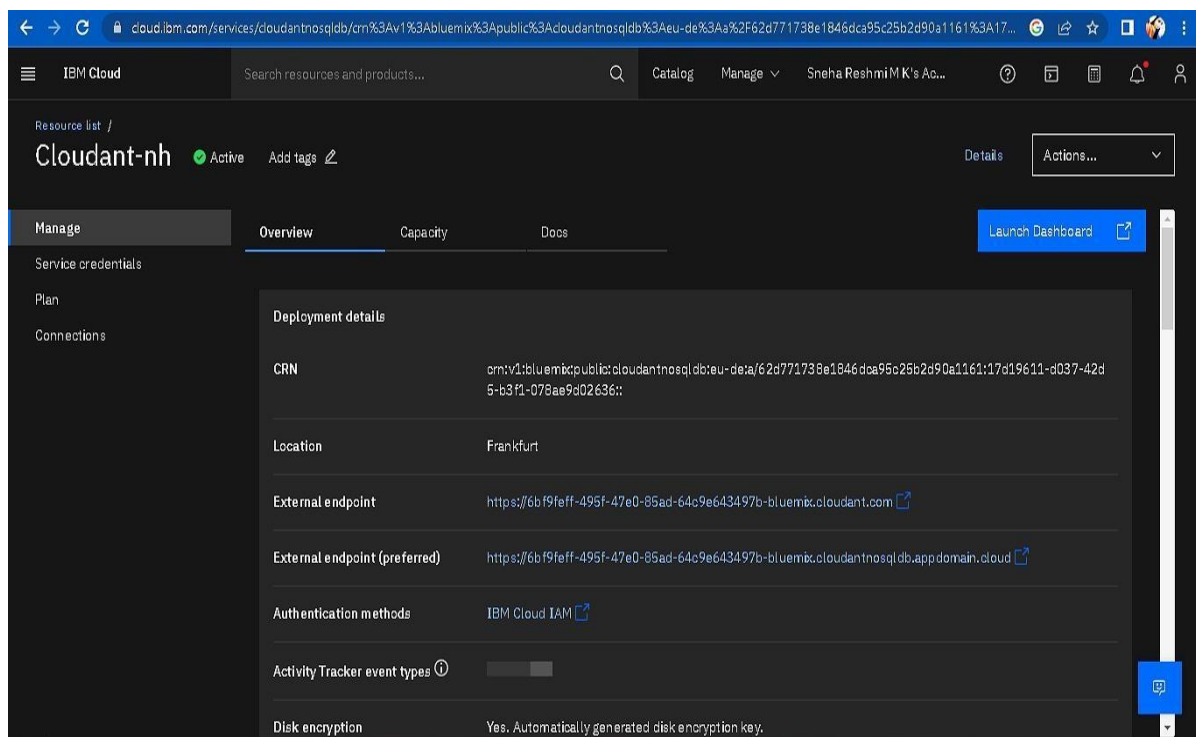 cloud.ibm.com/services/cloudantnosqldb/crn%3Av1%3Abluemix%3Apublic%3Acloudantnosqldb%3Aeu-de%3Aa%2F62d771738e1846dca95c25b2d90a1161%3A17...
IBM Cloud Search resources and products... Catalog Manage Sneha Reshmi M K's Ac...
Resource list /
Cloudant-nh Active Add tags Details Actions...
Manage Overview Capacity Docs Launch Dashboard
Service credentials
Plan
Connections
Deployment details
CRN crn:v1:bluemix:public:cloudantnosqldb:eu-de:a/62d771738e1846dca95c25b2d90a1161:17d19611-d037-42d
5-b3f1-078ae9d02636::
Location Frankfurt
External endpoint https://6bf9feff-495f-47e0-85ad-64c9e643497b-bluemix.cloudant.com
External endpoint (preferred) https://6bf9feff-495f-47e0-85ad-64c9e643497b-bluemix.cloudantnosqldb.appdomain.cloud
Authentication methods IBM Cloud IAM
Activity Tracker event types
Disk encryption Yes. Automatically generated disk encryption key.